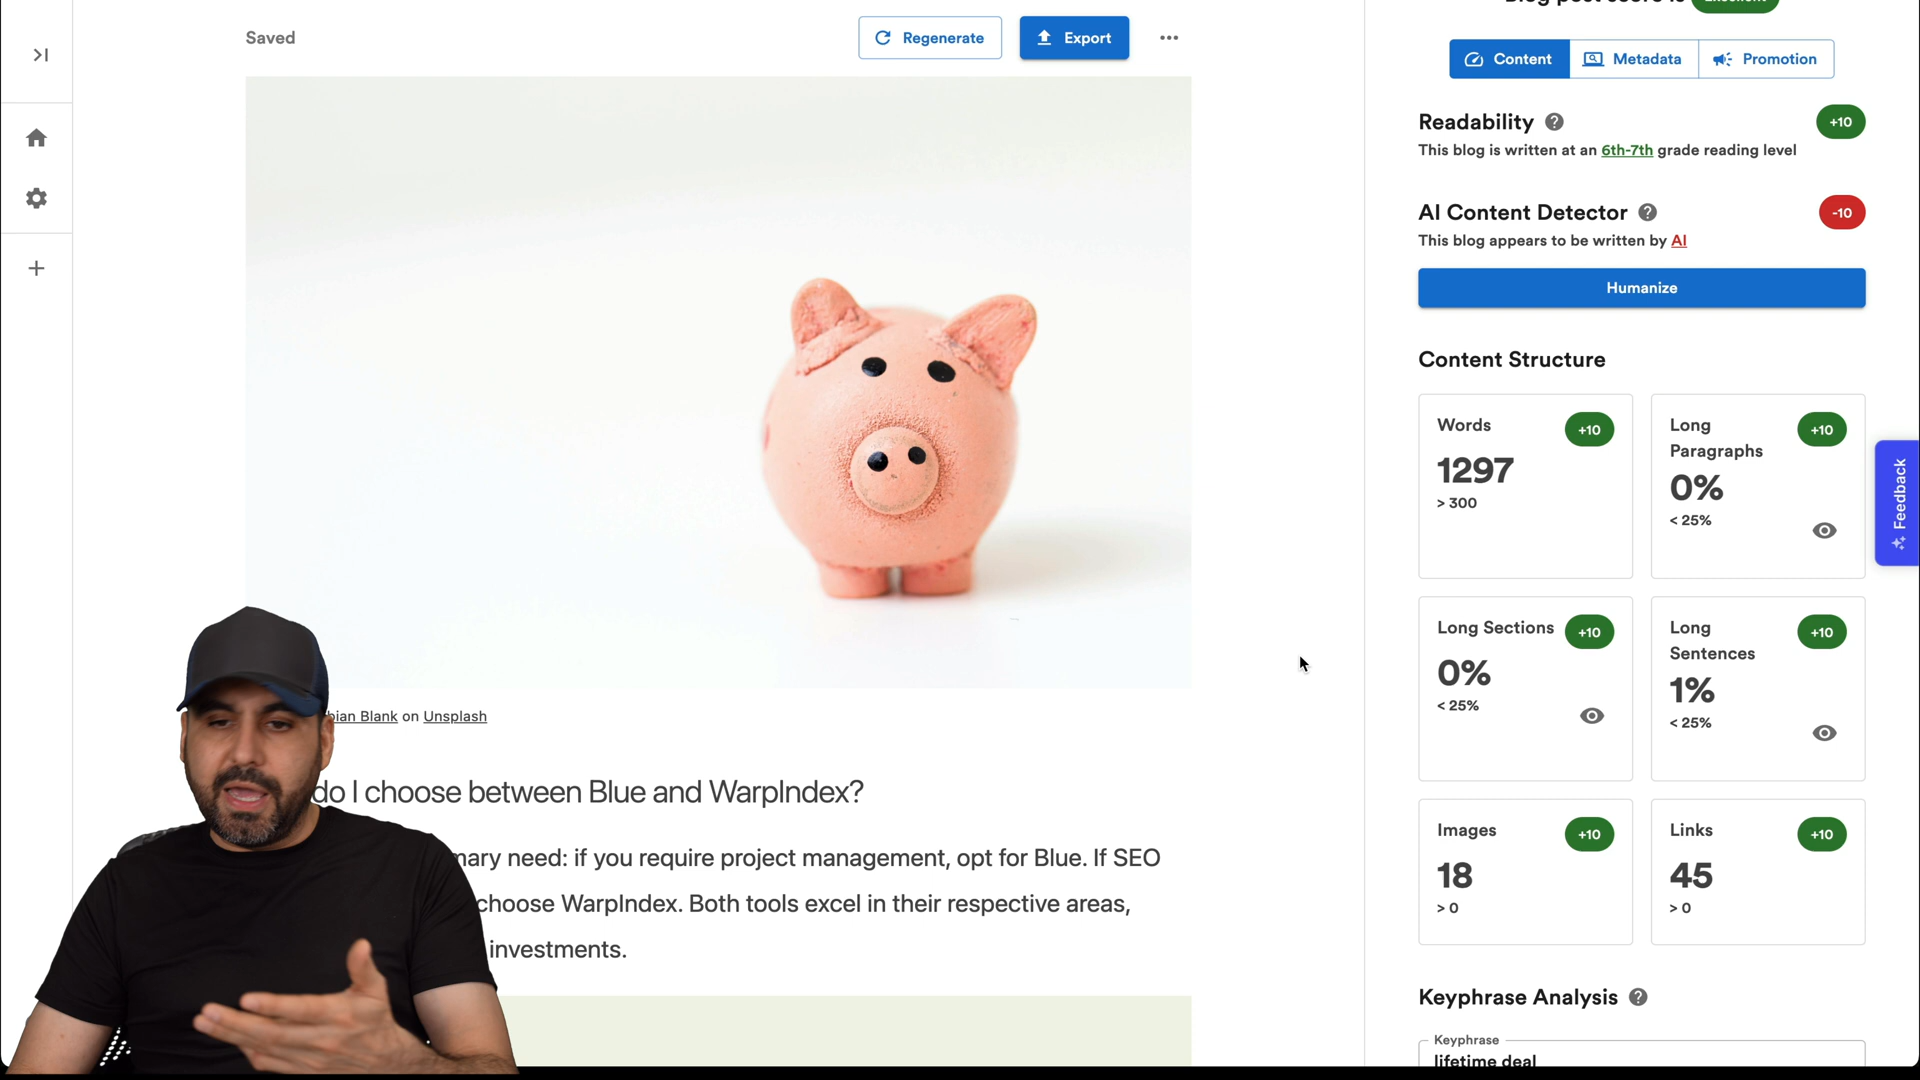 Saved
Regenerate
Export
Blog post score is Excellent
Content
Metadata
Promotion
Readability
+10
This blog is written at an 6th-7th grade reading level
AI Content Detector
-10
This blog appears to be written by AI
Humanize
Content Structure
Words
+10
1297
> 300
Long
Paragraphs
+10
0%
< 25%
Feedback
Long Sections
+10
0%
< 25%
Long
Sentences
+10
1%
< 25%
Images
+10
18
> 0
Links
+10
45
> 0
Keyphrase Analysis
Keyphrase
lifetime deal
Blank on Unsplash
do I choose between Blue and WarpIndex?
need: if you require project management, opt for Blue. If SEO
choose WarpIndex. Both tools excel in their respective areas,
investments.